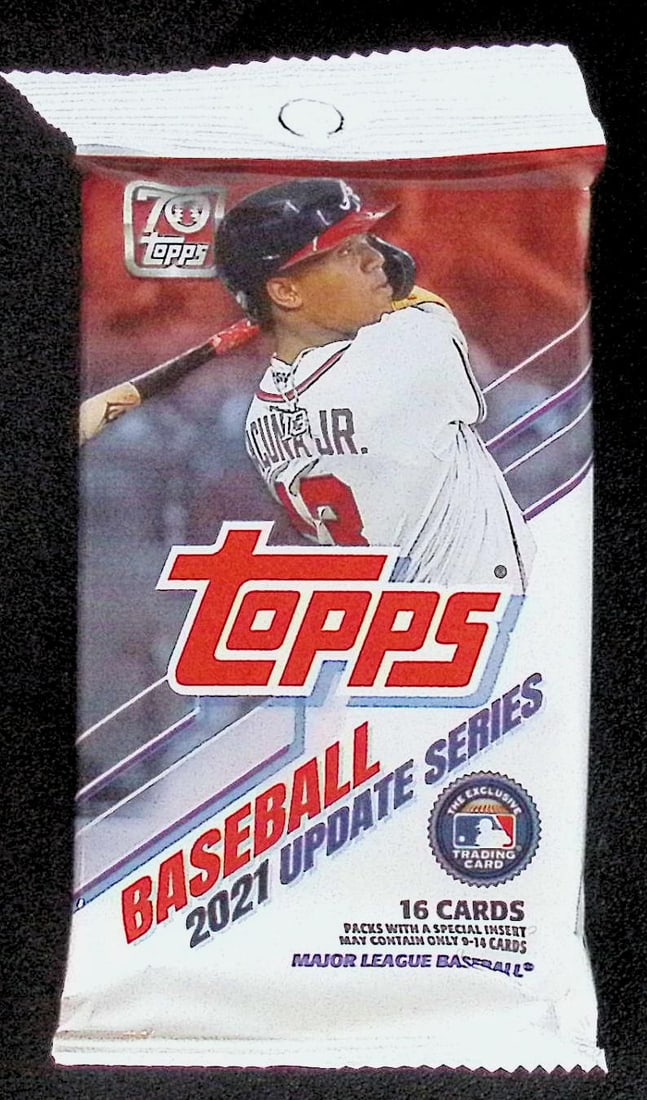 70
Topps
A
ACUÑA JR.
13
Topps
®
BASEBALL
2021 UPDATE SERIES
THE EXCLUSIVE
TRADING
CARD
16 CARDS
PACKS WITH A SPECIAL INSERT
MAY CONTAIN ONLY 9-14 CARDS
MAJOR LEAGUE BASEBALL®